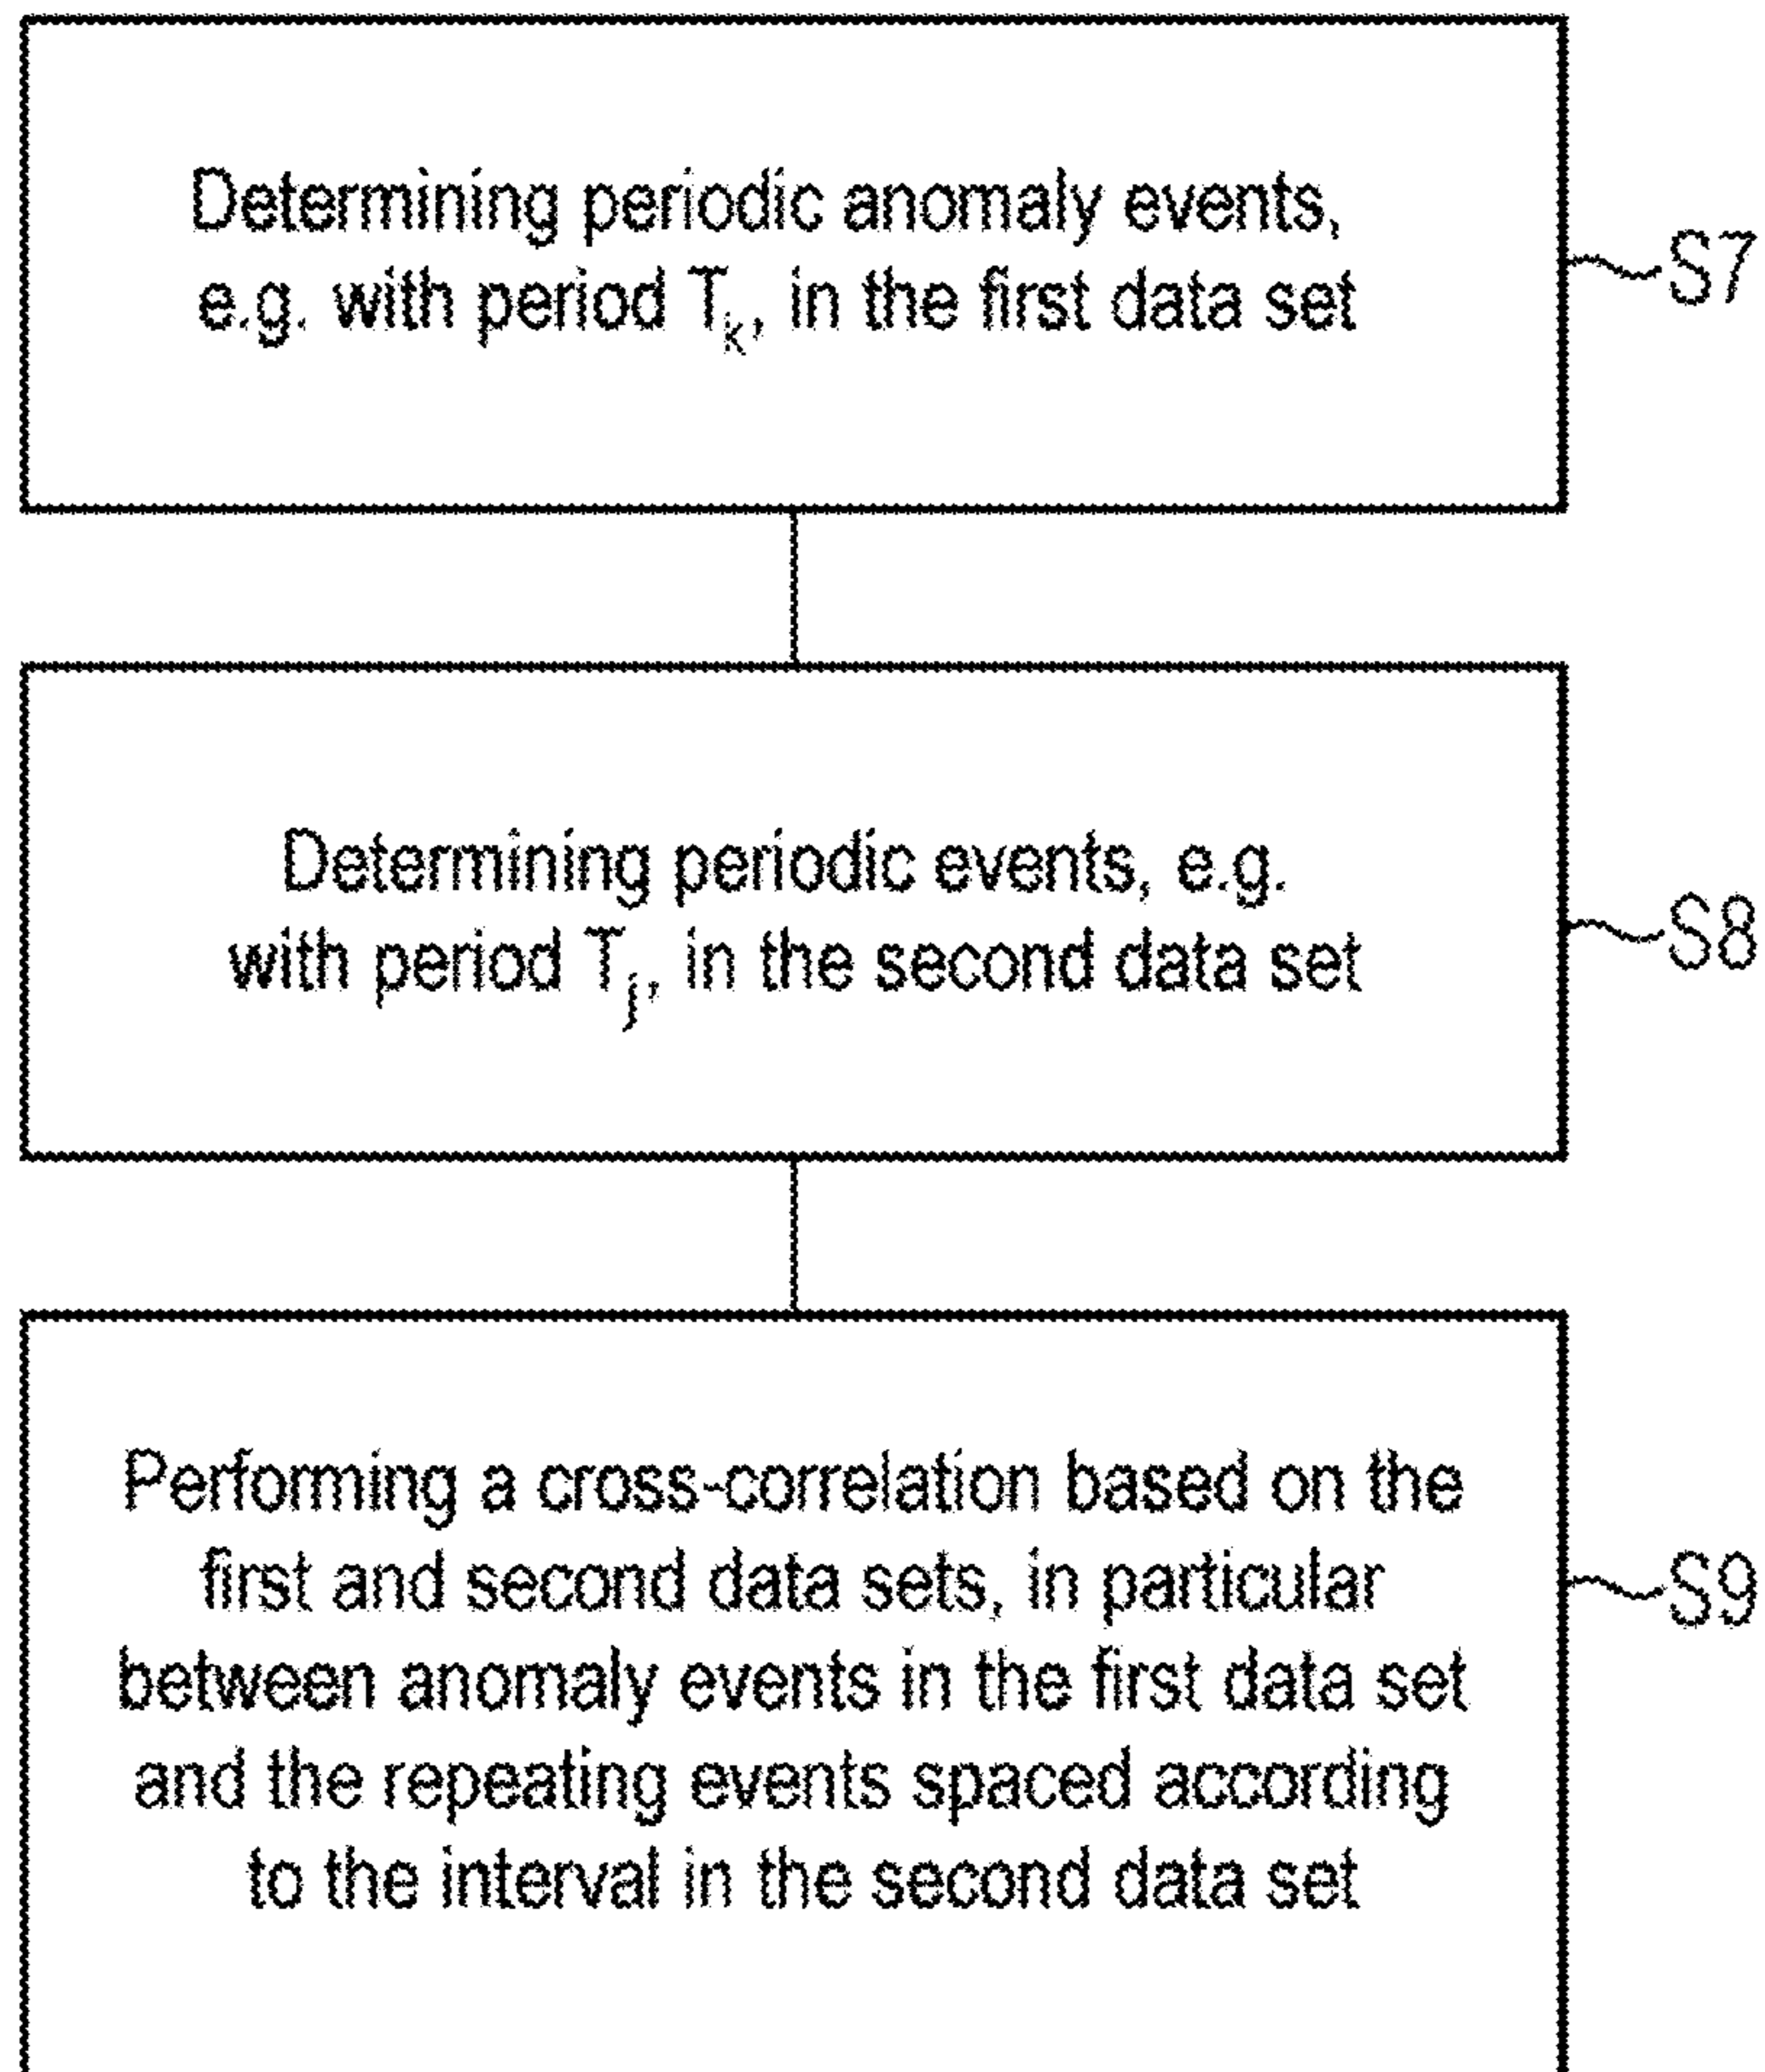 Determining periodic anomaly events,
e.g. with period Tk, in the first data set
S7
Determining periodic events, e.g.
with period Tj, in the second data set
S8
Performing a cross-correlation based on the
first and second data sets, in particular
between anomaly events in the first data set
and the repeating events spaced according
to the interval in the second data set
S9